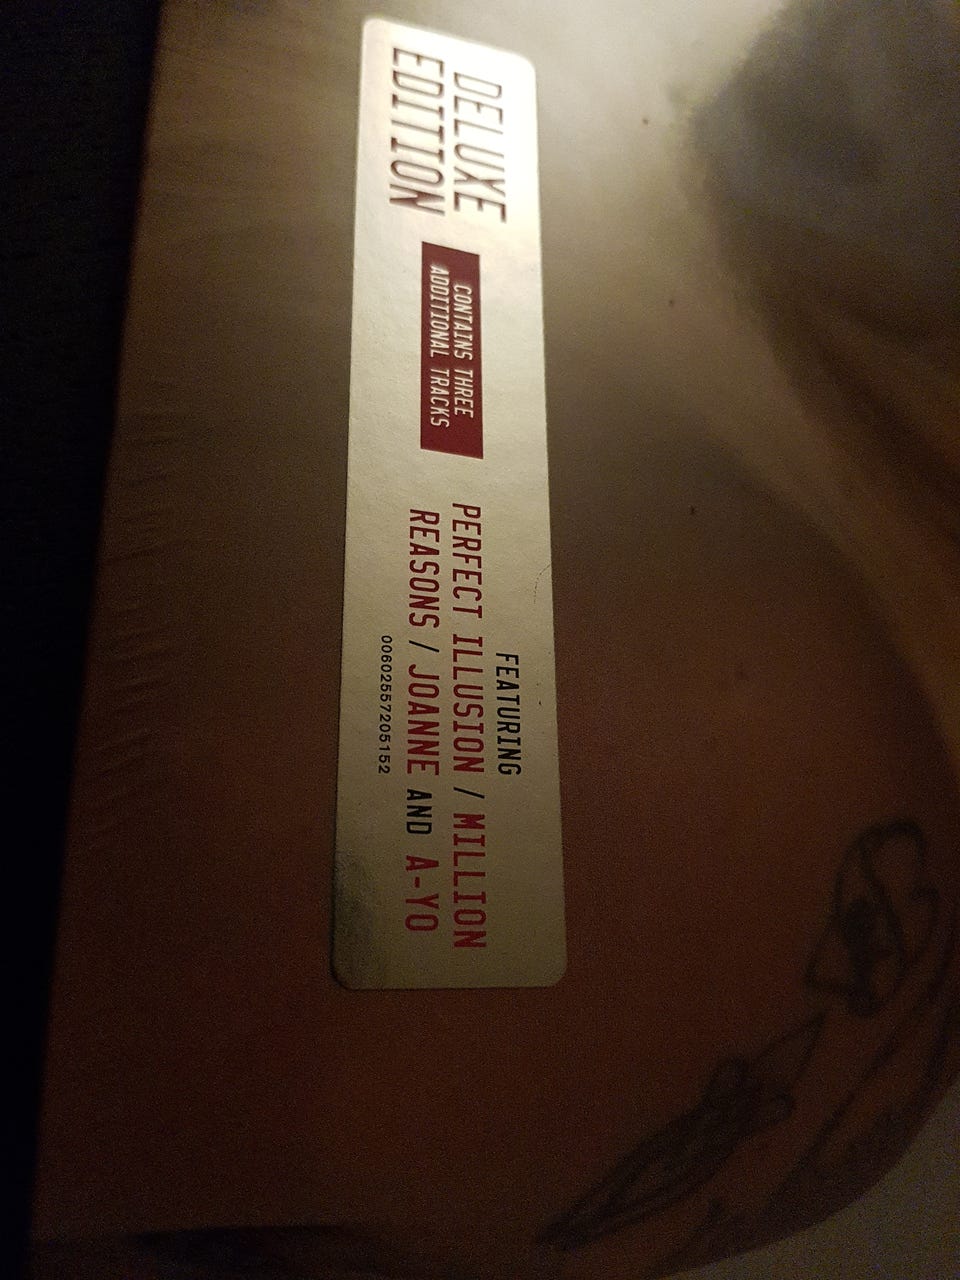 DELUXE
EDITION
CONTAINS THREE
ADDITIONAL TRACKS
FEATURING
PERFECT ILLUSION / MILLION
REASONS / JOANNE AND A-YO
00602557205152